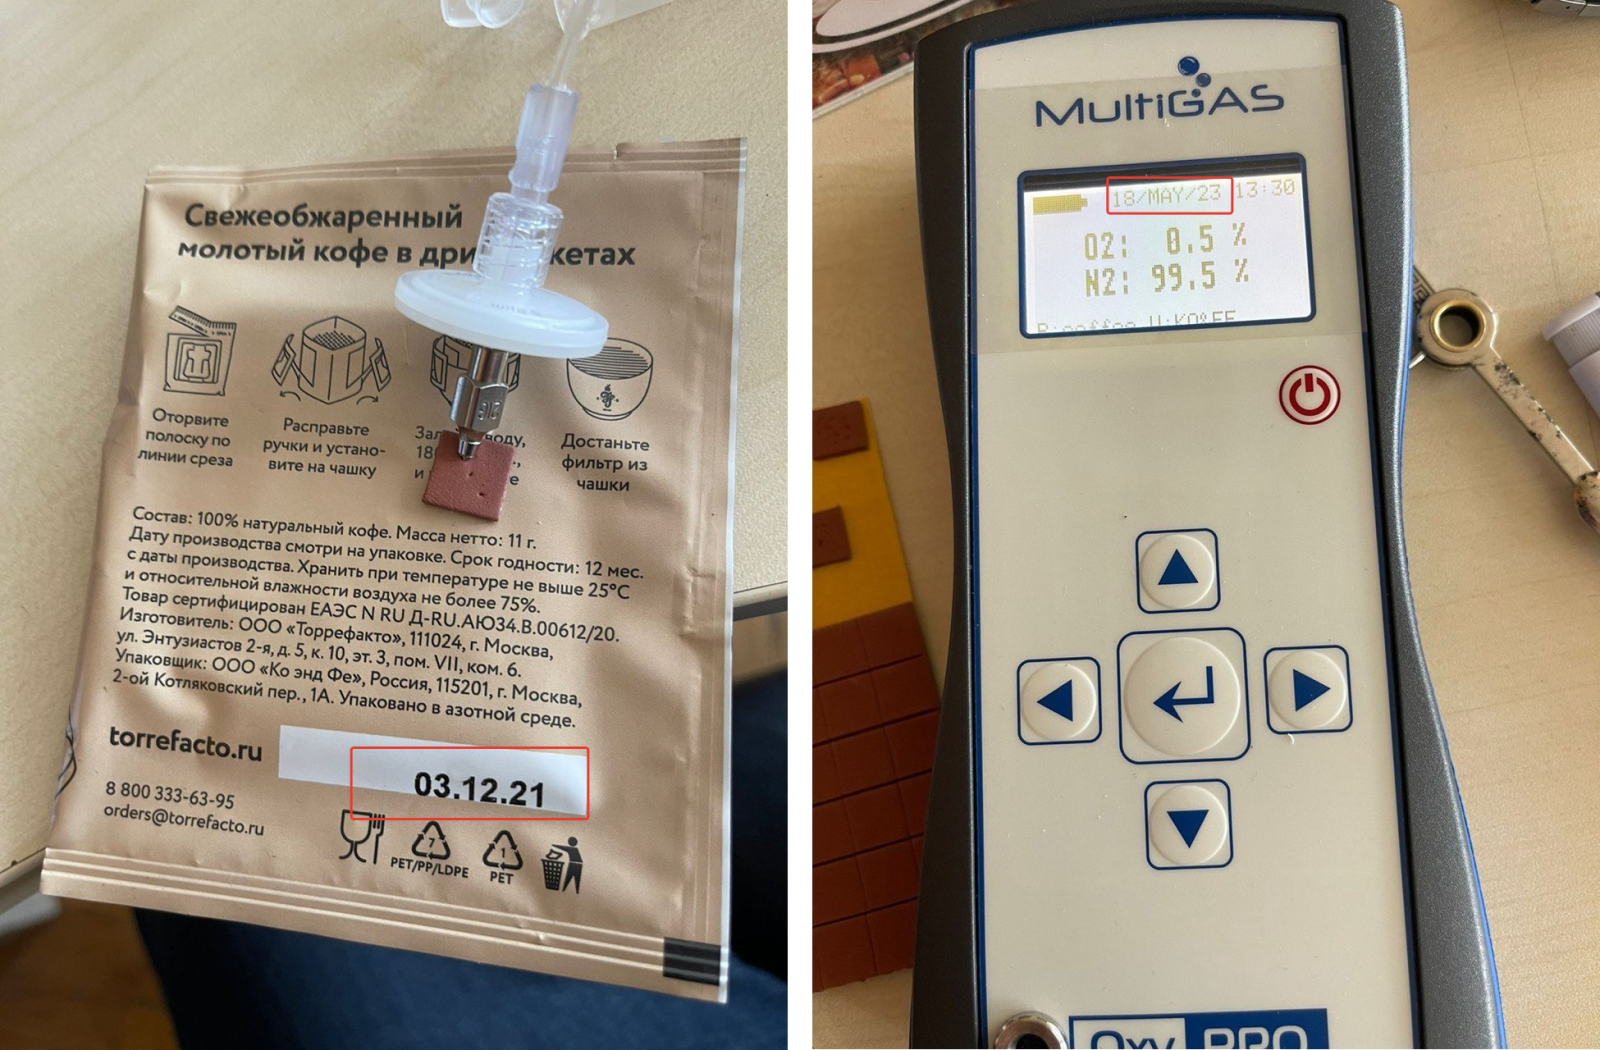 Свежеобжаренный
молотый кофе в дри кетах
Оторвите
полоску по
линии среза
Расправьте
ручки и устано-
вите на чашку
Достаньте
фильтр из
чашки
Состав: 100% натуральный кофе. Масса нетто: 11 г.
Дату производства смотри на упаковке. Срок годности: 12 мес.
с даты производства. Хранить при температуре не выше 25°C
и относительной влажности воздуха не более 75%.
Товар сертифицирован ЕАЭС N RU Д-RU.АЮ34.В.00612/20.
Изготовитель: ООО «Торрефакто», 111024, г. Москва,
ул. Энтузиастов 2-я, д. 5, к. 10, эт. 3, пом. VII, ком. 6.
Упаковщик: ООО «Ко энд Фе», Россия, 115201, г. Москва,
2-ой Котляковский пер., 1А. Упаковано в азотной среде.
torrefacto.ru
03.12.21
8 800 333-63-95
orders@torrefacto.ru
7
PET/PP/LDPE
1
PET
MultiGAS
18/MAY/23 13:30
O2: 0.5 %
N2: 99.5 %
Oxy PRO